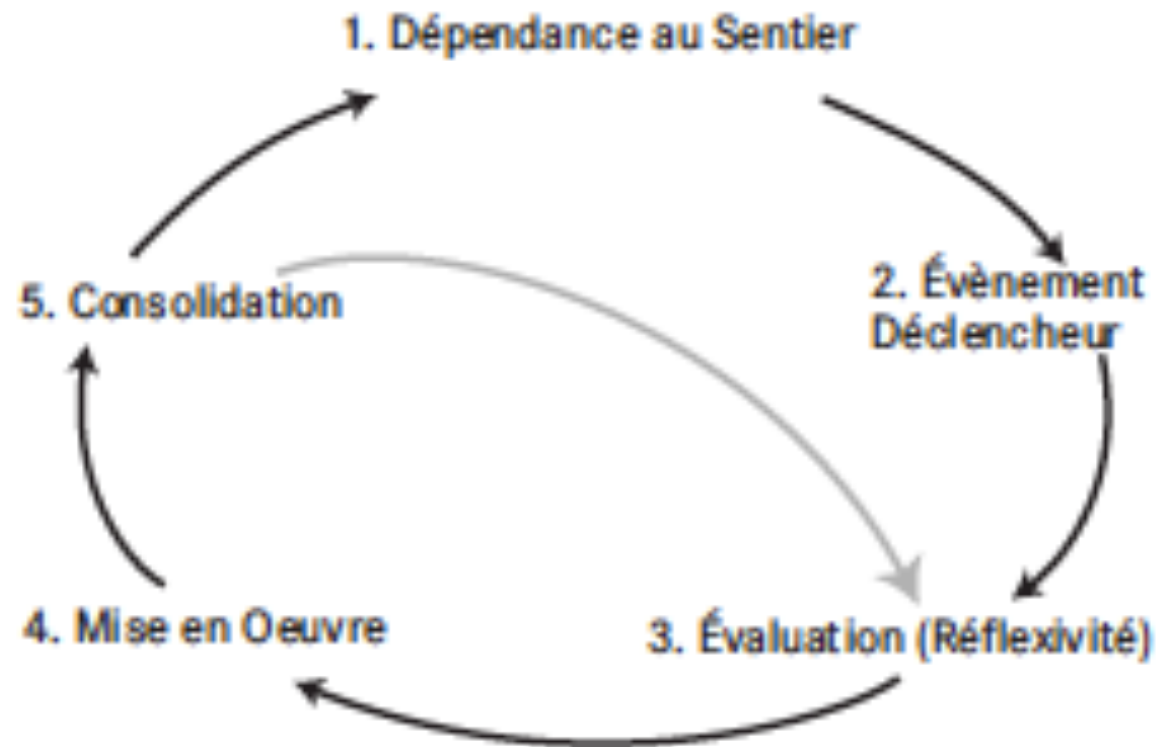 1. Dépendance au Sentier
2. Évènement
Déclencheur
5. Consolidation
4. Mise en Oeuvre
3. Évaluation (Réflexivité)